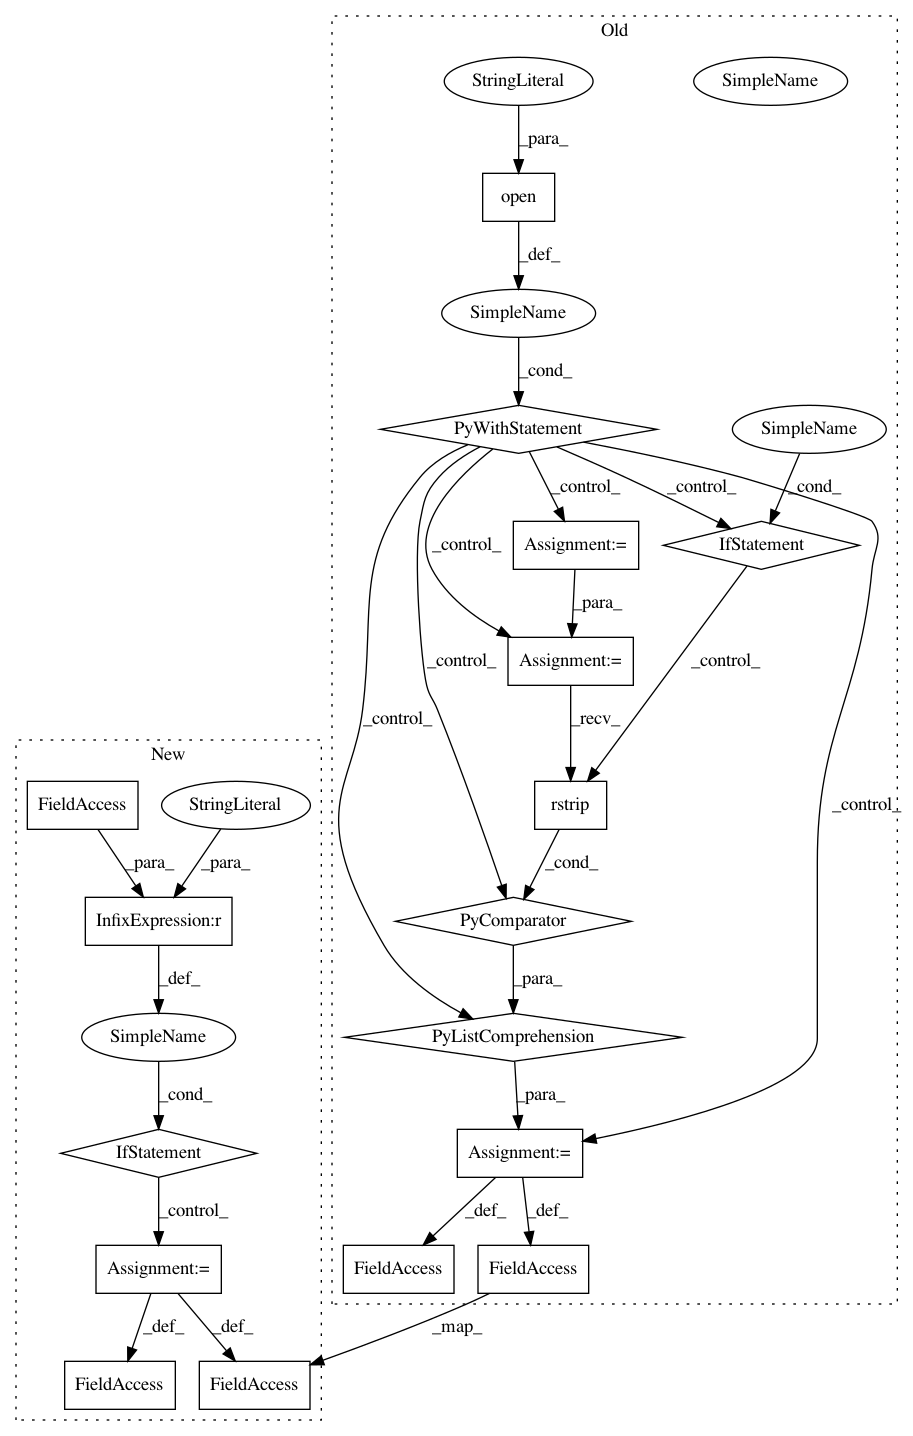 Old
StringLiteral
SimpleName
_para_
open
_def_
SimpleName
_cond_
PyWithStatement
SimpleName
_control_
_control_
_cond_
_control_
Assignment:=
IfStatement
_para_
_control_
_control_
Assignment:=
_control_
_recv_
_control_
New
FieldAccess
StringLiteral
rstrip
_control_
_para_
_para_
_cond_
InfixExpression:r
PyComparator
_def_
_para_
SimpleName
PyListComprehension
_cond_
_para_
IfStatement
Assignment:=
_control_
_def_
_def_
Assignment:=
FieldAccess
FieldAccess
_def_
_def_
_map_
FieldAccess
FieldAccess